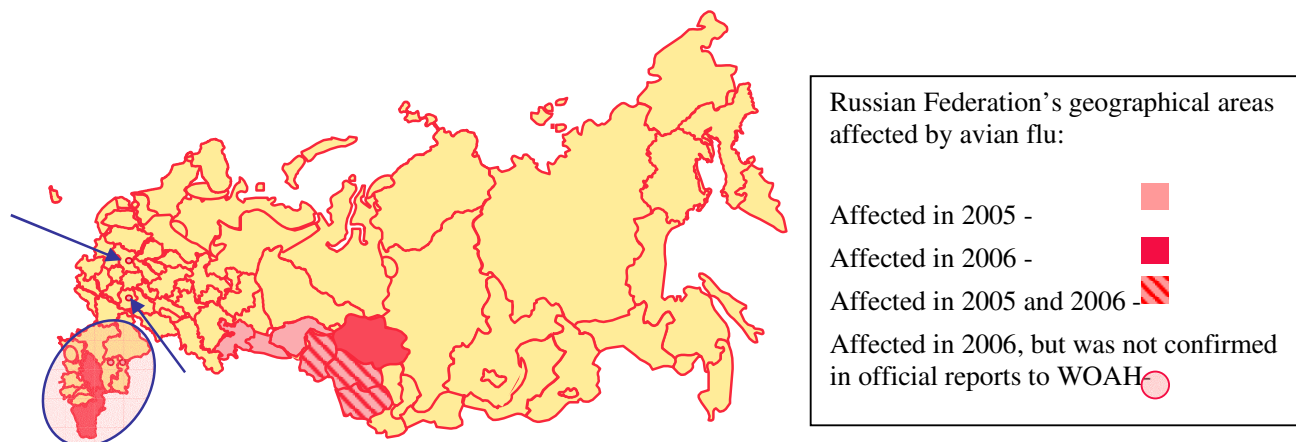 Russian Federation’s geographical areas
affected by avian flu:
Affected in 2005 -
Affected in 2006 -
Affected in 2005 and 2006 -
Affected in 2006, but was not confirmed
in official reports to WOAH-